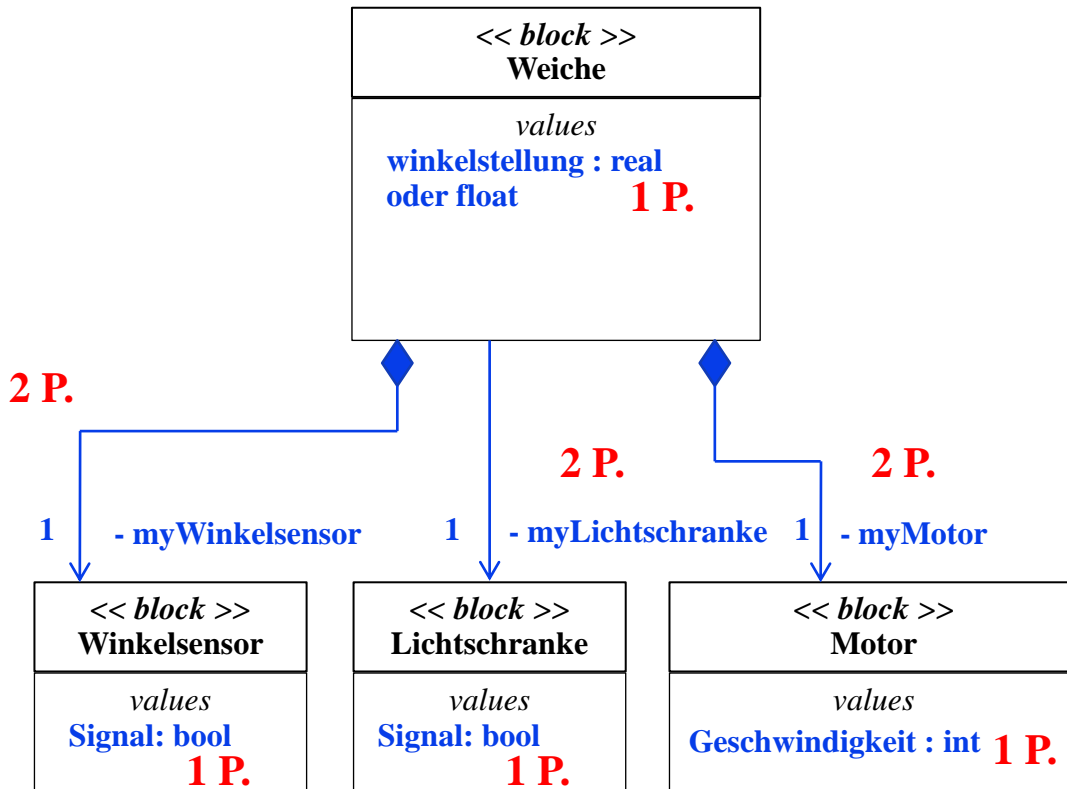 << block >>
Weiche
values
winkelstellung : real
oder float
1 P.
2 P.
2 P.
2 P.
1
- myWinkelsensor
1
- myLichtschranke
1
- myMotor
<< block >>
Winkelsensor
values
Signal: bool
1 P.
<< block >>
Lichtschranke
values
Signal: bool
1 P.
<< block >>
Motor
values
Geschwindigkeit : int
1 P.